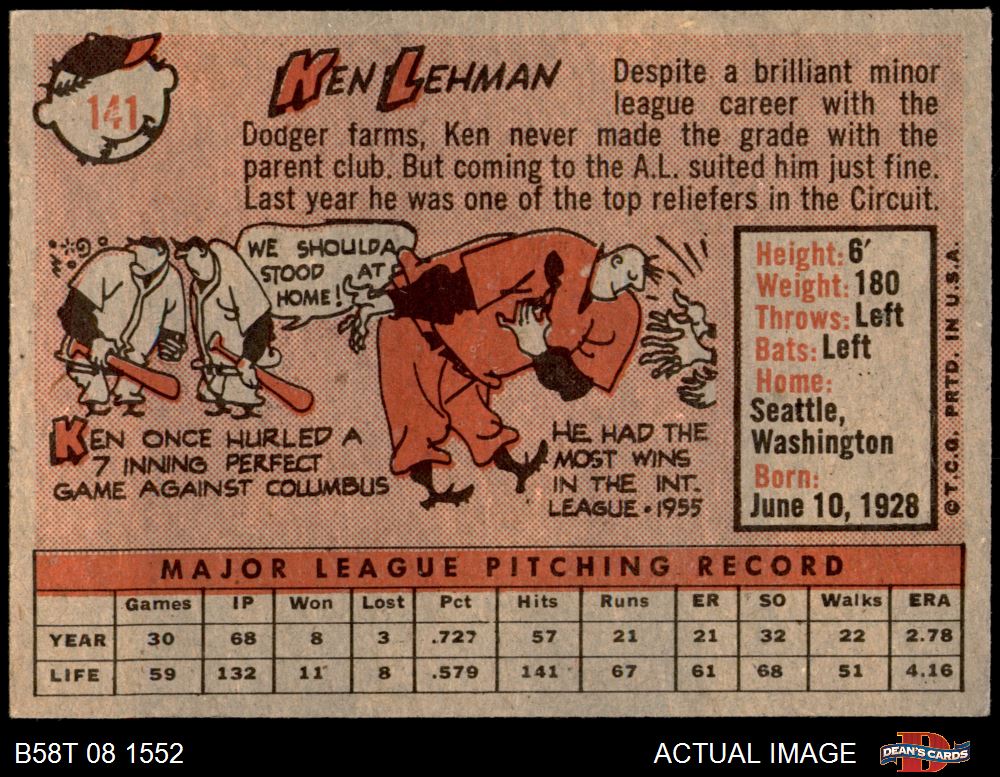 141
KEN LEHMAN
Despite a brilliant minor
league career with the
Dodger farms, Ken never made the grade with the
parent club. But coming to the A.L. suited him just fine.
Last year he was one of the top reliefers in the Circuit.
WE SHOULDA
STOOD AT
HOME!
KEN ONCE HURLED A
7 INNING PERFECT
GAME AGAINST COLUMBUS
HE HAD THE
MOST WINS
IN THE INT.
LEAGUE • 1955
Height: 6'
Weight: 180
Throws: Left
Bats: Left
Home:
Seattle,
Washington
Born:
June 10, 1928
© T.C.G. PRTD. IN U.S.A.
MAJOR LEAGUE PITCHING RECORD
Games IP Won Lost Pct Hits Runs ER SO Walks ERA
YEAR 30 68 8 3 .727 57 21 21 32 22 2.78
LIFE 59 132 11 8 .579 141 67 61 68 51 4.16
B58T 08 1552
ACTUAL IMAGE
DEAN'S CARDS